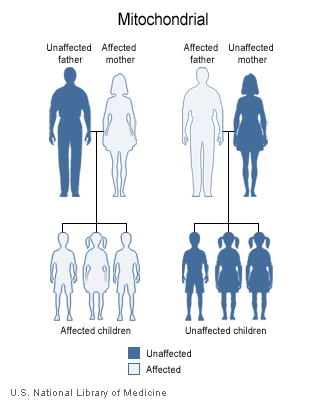 Mitochondrial
Unaffected father
Affected mother
Affected father
Unaffected mother
Affected children
Unaffected children
Unaffected
Affected
U.S. National Library of Medicine